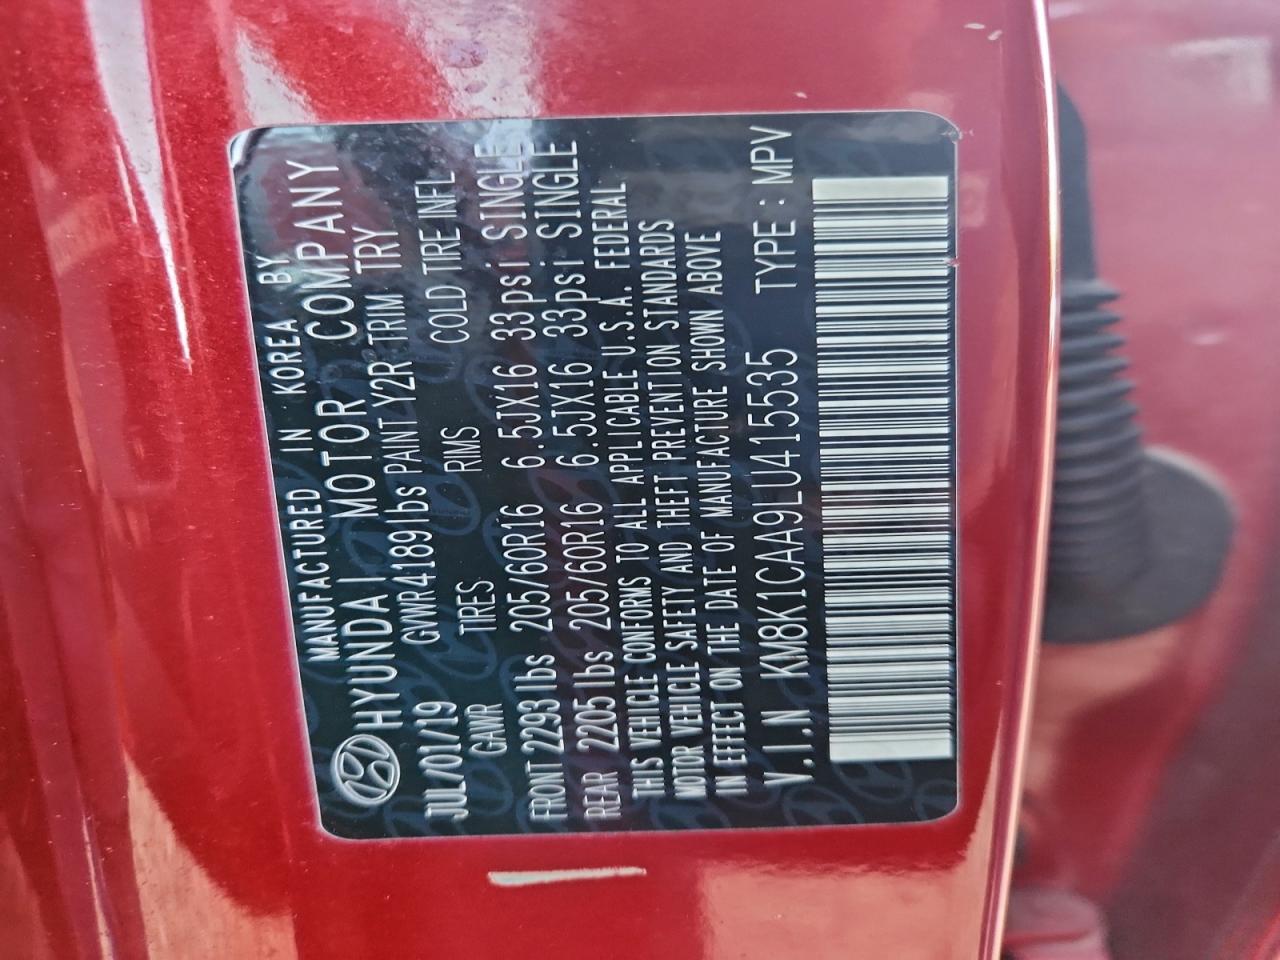 MANUFACTURED IN KOREA BY
HYUNDAI MOTOR COMPANY
JUL/01/19 GVWR 4189 lbs PAINT Y2R TRIM TRY
GAWR TIRES RIMS COLD TIRE INFL
FRONT 2293 lbs 205/60R16 6.5JX16 33psi SINGLE
REAR 2205 lbs 205/60R16 6.5JX16 33psi SINGLE
THIS VEHICLE CONFORMS TO ALL APPLICABLE U.S.A. FEDERAL
MOTOR VEHICLE SAFETY AND THEFT PREVENTION STANDARDS
IN EFFECT ON THE DATE OF MANUFACTURE SHOWN ABOVE
V.I.N KM8K1CAA9LU415535 TYPE : MPV